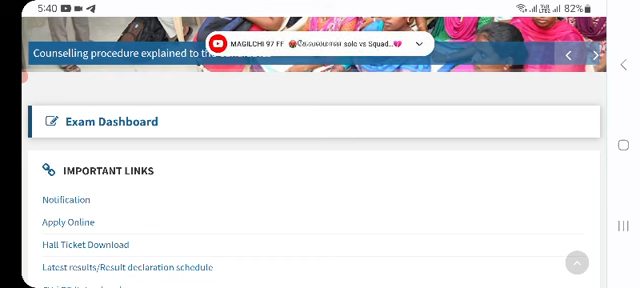 5:40
82%
Counselling procedure explained to the
MAGILCHI 97 FF 🎯கேவலமான solo vs Squad..💔
Exam Dashboard
IMPORTANT LINKS
Notification
Apply Online
Hall Ticket Download
Latest results/Result declaration schedule